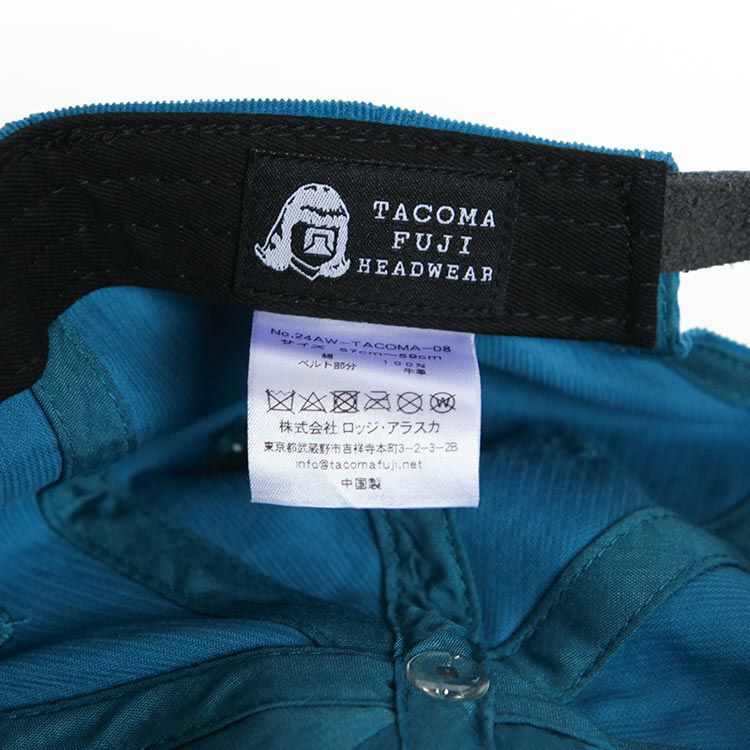 TACOMA
FUJI
HEADWEAR
No.24AW-TACOMA-08
サイズ 57cm-59cm
綿 100%
ベルト部分 牛革
株式会社 ロッジ・アラスカ
東京都武蔵野市吉祥寺本町3-2-3-2B
info@tacomafuji.net
中国製